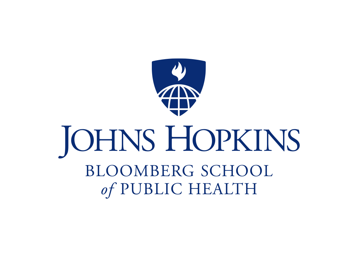 JOHNS HOPKINS
BLOOMBERG SCHOOL
of PUBLIC HEALTH